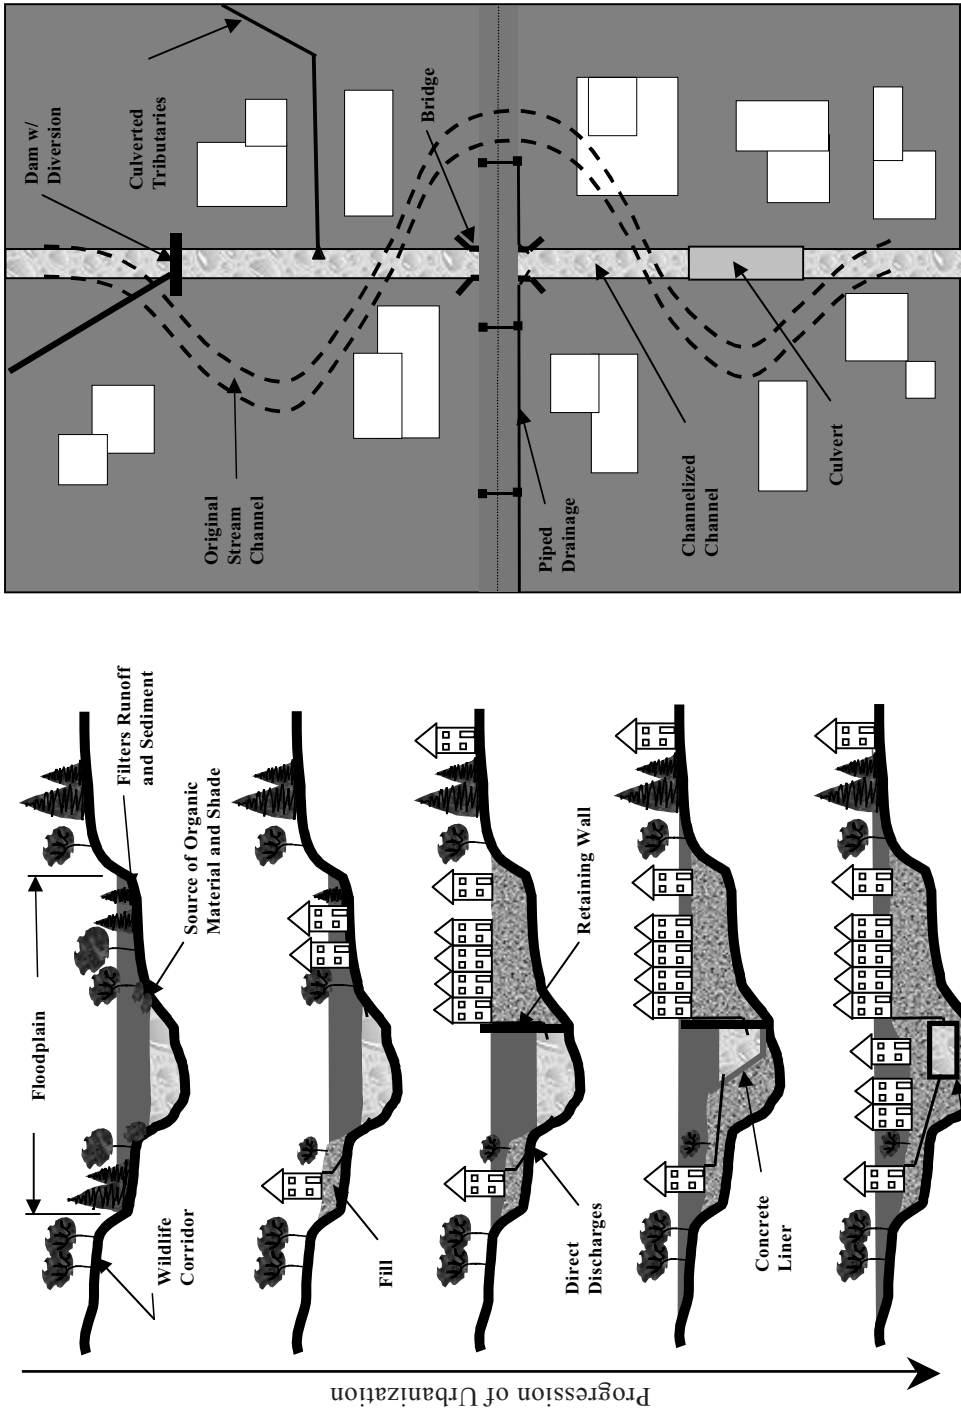 Dam w/
Diversion
Culverted
Tributaries
Bridge
Original
Stream
Channel
Piped
Drainage
Channelized
Channel
Culvert
Floodplain
Filters Runoff
and Sediment
Source of Organic
Material and Shade
Wildlife
Corridor
Fill
Retaining Wall
Direct
Discharges
Concrete
Liner
Progression of Urbanization